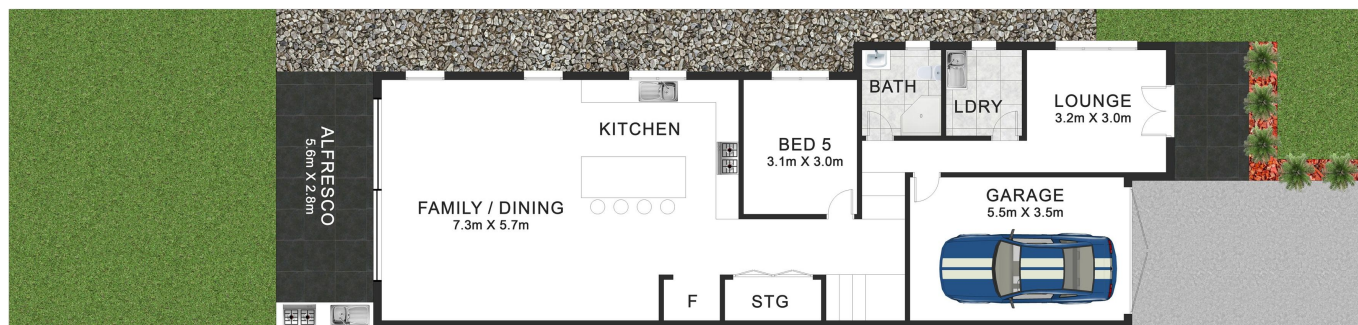 ALFRESCO
5.6m X 2.8m
FAMILY / DINING
7.3m X 5.7m
KITCHEN
F
STG
BED 5
3.1m X 3.0m
BATH
LDRY
LOUNGE
3.2m X 3.0m
GARAGE
5.5m X 3.5m